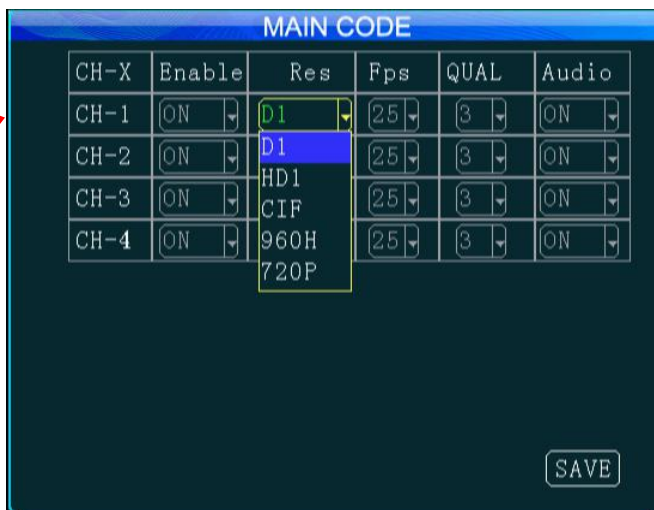 MAIN CODE
CH-X Enable Res Fps QUAL Audio
CH-1 ON D1 25 3 ON
CH-2 ON D1 25 3 ON
HD1
CH-3 ON CIF 25 3 ON
CH-4 ON 960H 25 3 ON
720P
SAVE